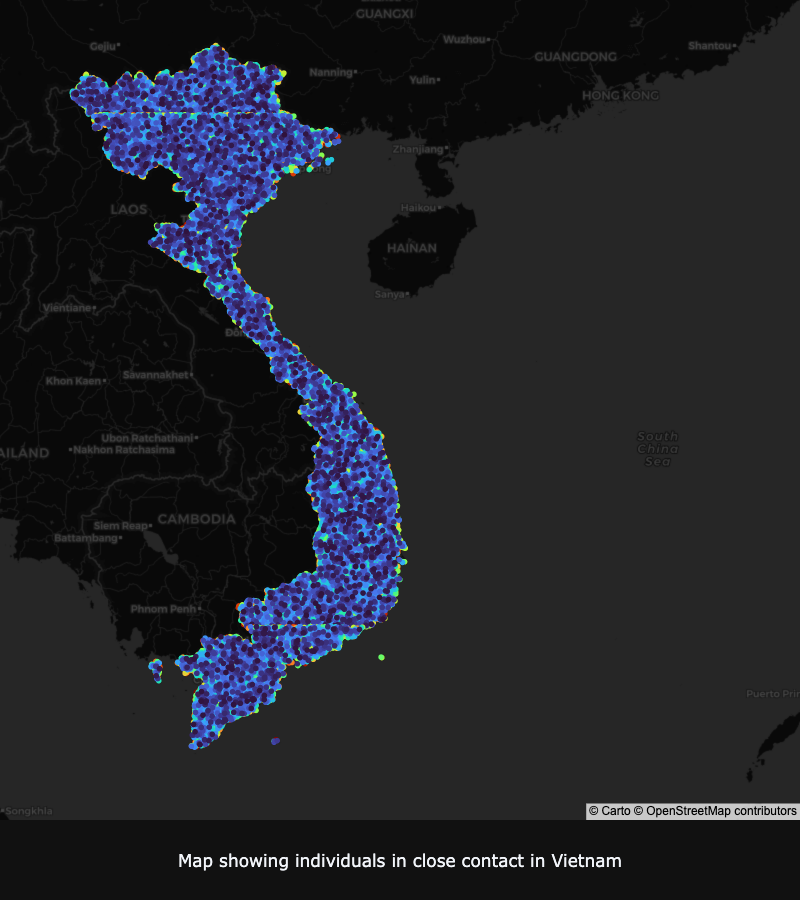 GUANGXI
Gejiu
Wuzhou
Shantou
GUANGDONG
Nanning
Yulin
HONG KONG
Zhanjiang
LAOS
Haikou
HAINAN
Sanya
Vientiane
Savannakhet
Khon Kaen
Ubon Ratchathani
Nakhon Ratchasima
AILAND
South
China
Sea
CAMBODIA
Siem Reap
Battambang
Phnom Penh
Puerto Prin
Songkhla
© Carto © OpenStreetMap contributors
Map showing individuals in close contact in Vietnam